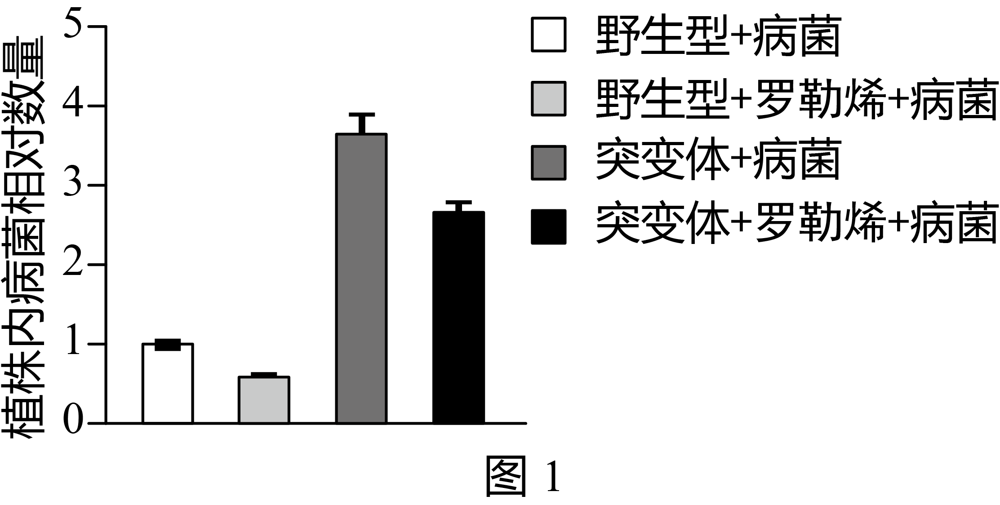 植株内病菌相对数量
5
4
3
2
1
0
野生型+病菌
野生型+罗勒烯+病菌
突变体+病菌
突变体+罗勒烯+病菌
图 1